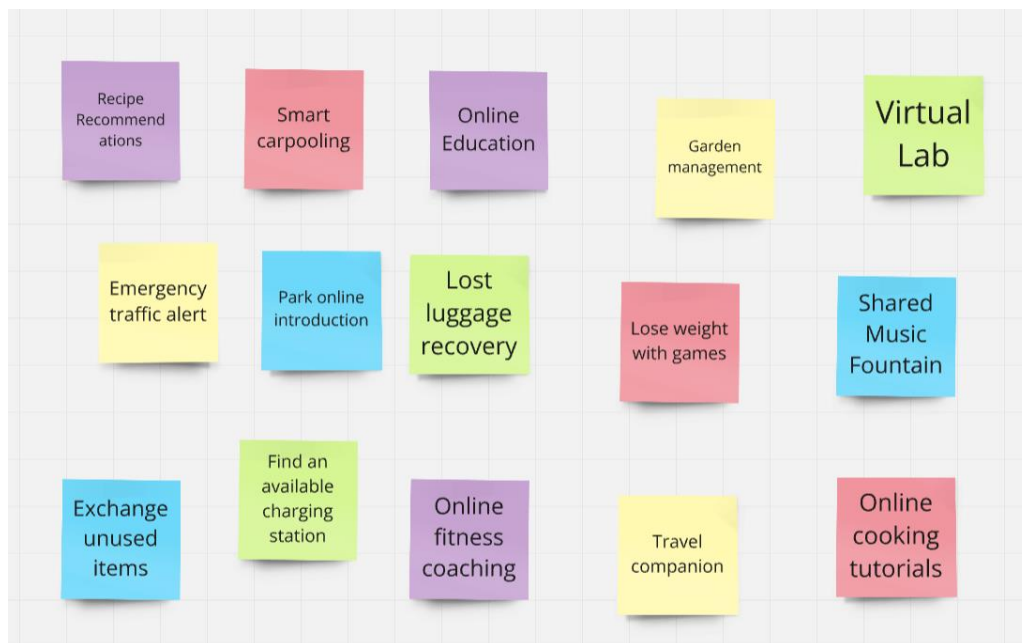 Recipe
Recommend
ations
Smart
carpooling
Online
Education
Garden
management
Virtual
Lab
Emergency
traffic alert
Park online
introduction
Lost
luggage
recovery
Lose weight
with games
Shared
Music
Fountain
Exchange
unused
items
Find an
available
charging
station
Online
fitness
coaching
Travel
companion
Online
cooking
tutorials